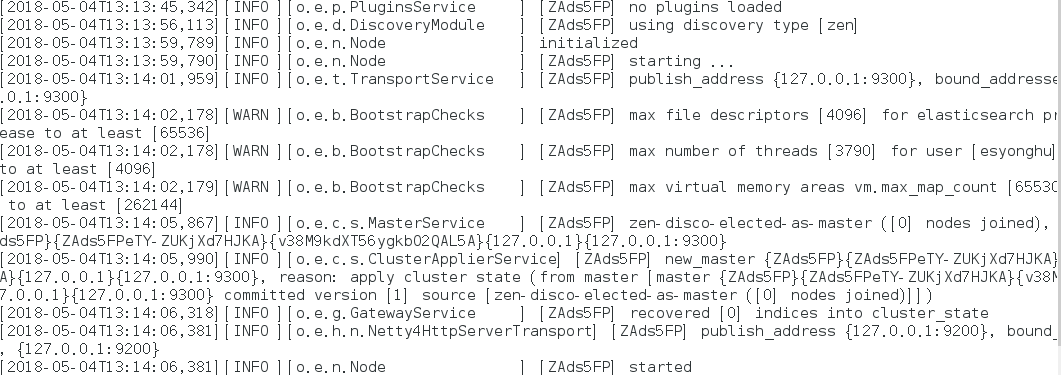 [2018-05-04T13:13:45,342][INFO ][o.e.p.PluginsService     ] [ZAds5FP] no plugins loaded
[2018-05-04T13:13:56,113][INFO ][o.e.d.DiscoveryModule    ] [ZAds5FP] using discovery type [zen]
[2018-05-04T13:13:59,789][INFO ][o.e.n.Node               ] initialized
[2018-05-04T13:13:59,790][INFO ][o.e.n.Node               ] [ZAds5FP] starting ...
[2018-05-04T13:14:01,959][INFO ][o.e.t.TransportService   ] [ZAds5FP] publish_address {127.0.0.1:9300}, bound_addresse
.0.1:9300}
[2018-05-04T13:14:02,178][WARN ][o.e.b.BootstrapChecks    ] [ZAds5FP] max file descriptors [4096] for elasticsearch pr
ease to at least [65536]
[2018-05-04T13:14:02,178][WARN ][o.e.b.BootstrapChecks    ] [ZAds5FP] max number of threads [3790] for user [esyonghu]
to at least [4096]
[2018-05-04T13:14:02,179][WARN ][o.e.b.BootstrapChecks    ] [ZAds5FP] max virtual memory areas vm.max_map_count [65530
 to at least [262144]
[2018-05-04T13:14:05,867][INFO ][o.e.c.s.MasterService    ] [ZAds5FP] zen-disco-elected-as-master ([0] nodes joined),
ds5FP}{ZAds5FPeTY-ZUKjXd7HJKA}{v38M9kdXT56ygkbO2QAL5A}{127.0.0.1}{127.0.0.1:9300}
[2018-05-04T13:14:05,990][INFO ][o.e.c.s.ClusterApplierService] [ZAds5FP] new_master {ZAds5FP}{ZAds5FPeTY-ZUKjXd7HJKA}
A}{127.0.0.1}{127.0.0.1:9300}, reason: apply cluster state (from master [master {ZAds5FP}{ZAds5FPeTY-ZUKjXd7HJKA}{v38M
7.0.0.1}{127.0.0.1:9300} committed version [1] source [zen-disco-elected-as-master ([0] nodes joined)]])
[2018-05-04T13:14:06,318][INFO ][o.e.g.GatewayService     ] [ZAds5FP] recovered [0] indices into cluster_state
[2018-05-04T13:14:06,381][INFO ][o.e.h.n.Netty4HttpServerTransport] [ZAds5FP] publish_address {127.0.0.1:9200}, bound_
, {127.0.0.1:9200}
[2018-05-04T13:14:06,381][INFO ][o.e.n.Node               ] [ZAds5FP] started